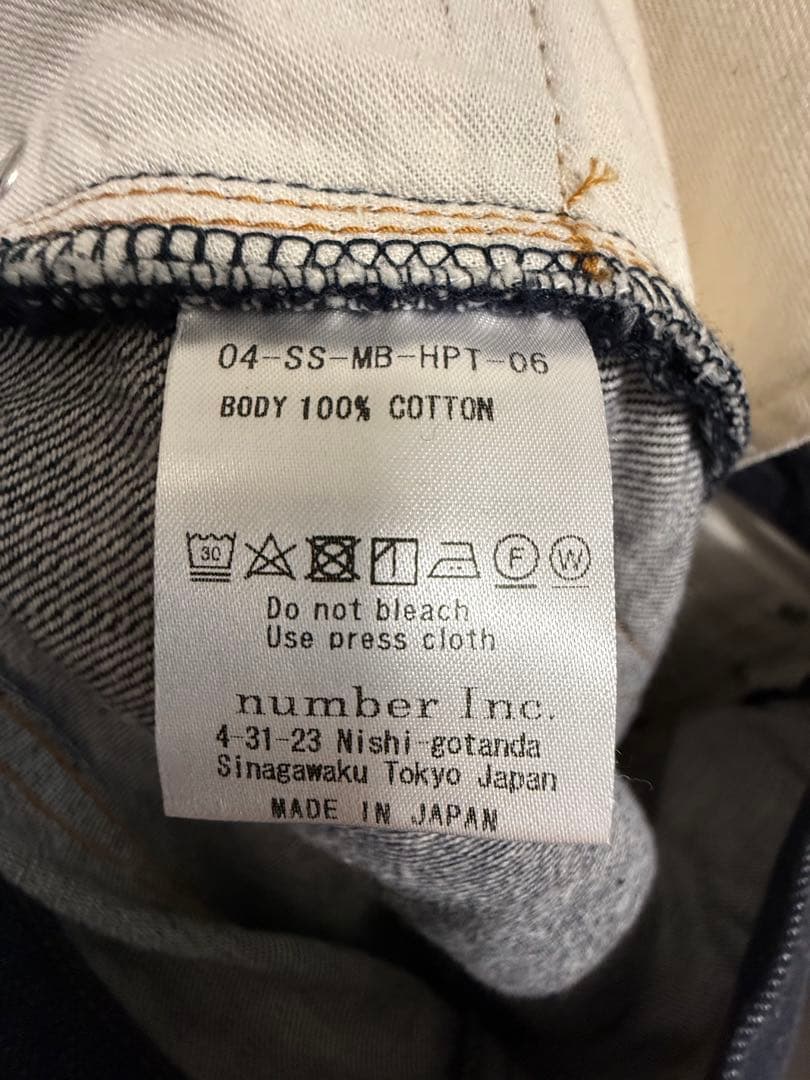 04-SS-MB-HPT-06
BODY 100% COTTON
30 F W
Do not bleach
Use press cloth
number Inc.
4-31-23 Nishi-gotanda
Sinagawaku Tokyo Japan
MADE IN JAPAN